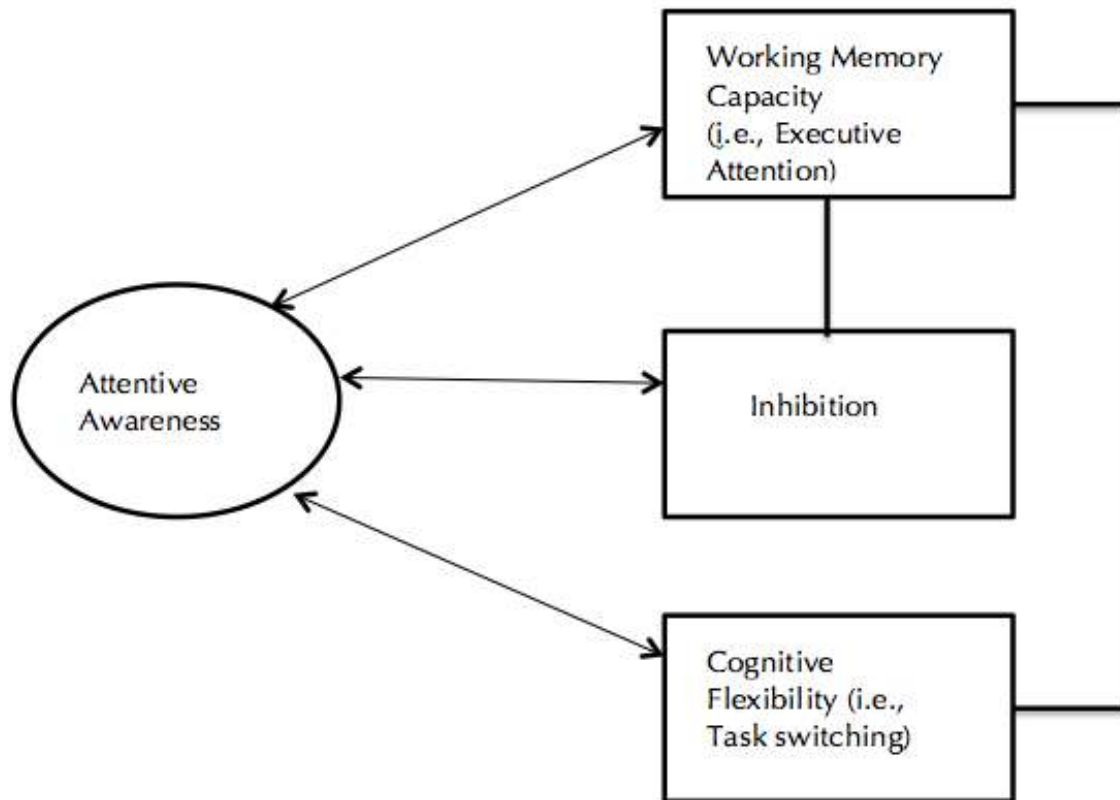 Working Memory
Capacity
(i.e., Executive
Attention)
Attentive
Awareness
Inhibition
Cognitive
Flexibility (i.e.,
Task switching)